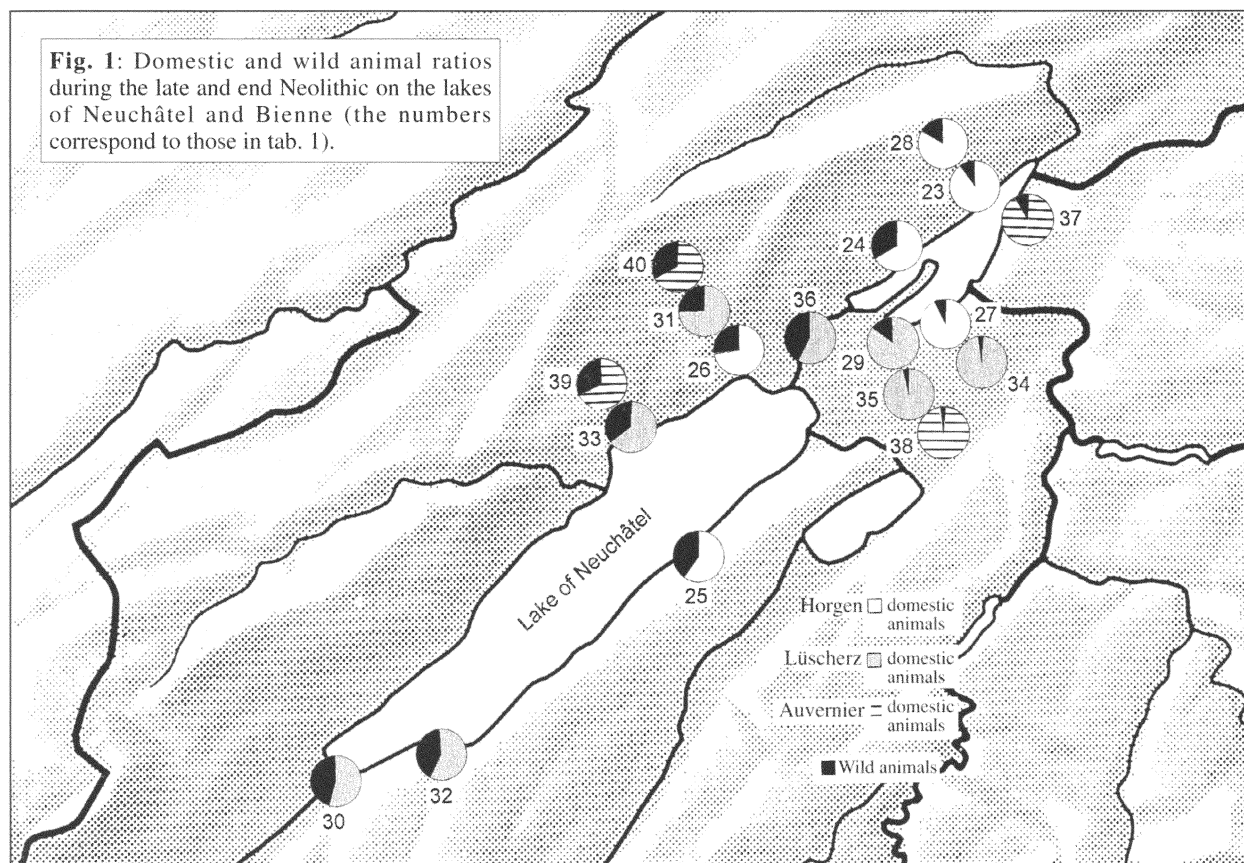 Fig. 1: Domestic and wild animal ratios
during the late and end Neolithic on the lakes
of Neuchâtel and Bienne (the numbers
correspond to those in tab. 1).
28
23
37
24
40
36
31
27
26
29
34
39
35
33
38
Lake of Neuchâtel
25
Horgen domestic
animals
Lüscherz domestic
animals
Auvernier domestic
animals
Wild animals
32
30